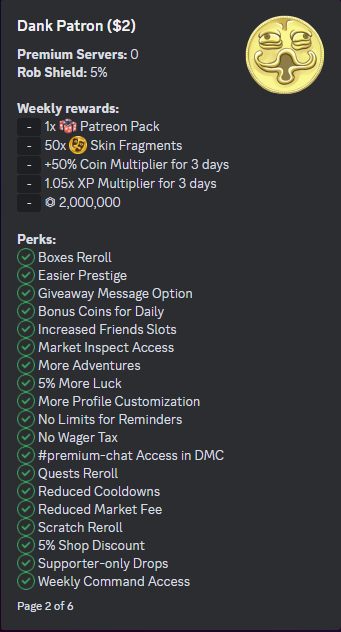 Dank Patron ($2)
Premium Servers: 0
Rob Shield: 5%
Weekly rewards:
- 1x Patreon Pack
- 50x Skin Fragments
- +50% Coin Multiplier for 3 days
- 1.05x XP Multiplier for 3 days
- ⏣ 2,000,000
Perks:
Boxes Reroll
Easier Prestige
Giveaway Message Option
Bonus Coins for Daily
Increased Friends Slots
Market Inspect Access
More Adventures
5% More Luck
More Profile Customization
No Limits for Reminders
No Wager Tax
#premium-chat Access in DMC
Quests Reroll
Reduced Cooldowns
Reduced Market Fee
Scratch Reroll
5% Shop Discount
Supporter-only Drops
Weekly Command Access
Page 2 of 6